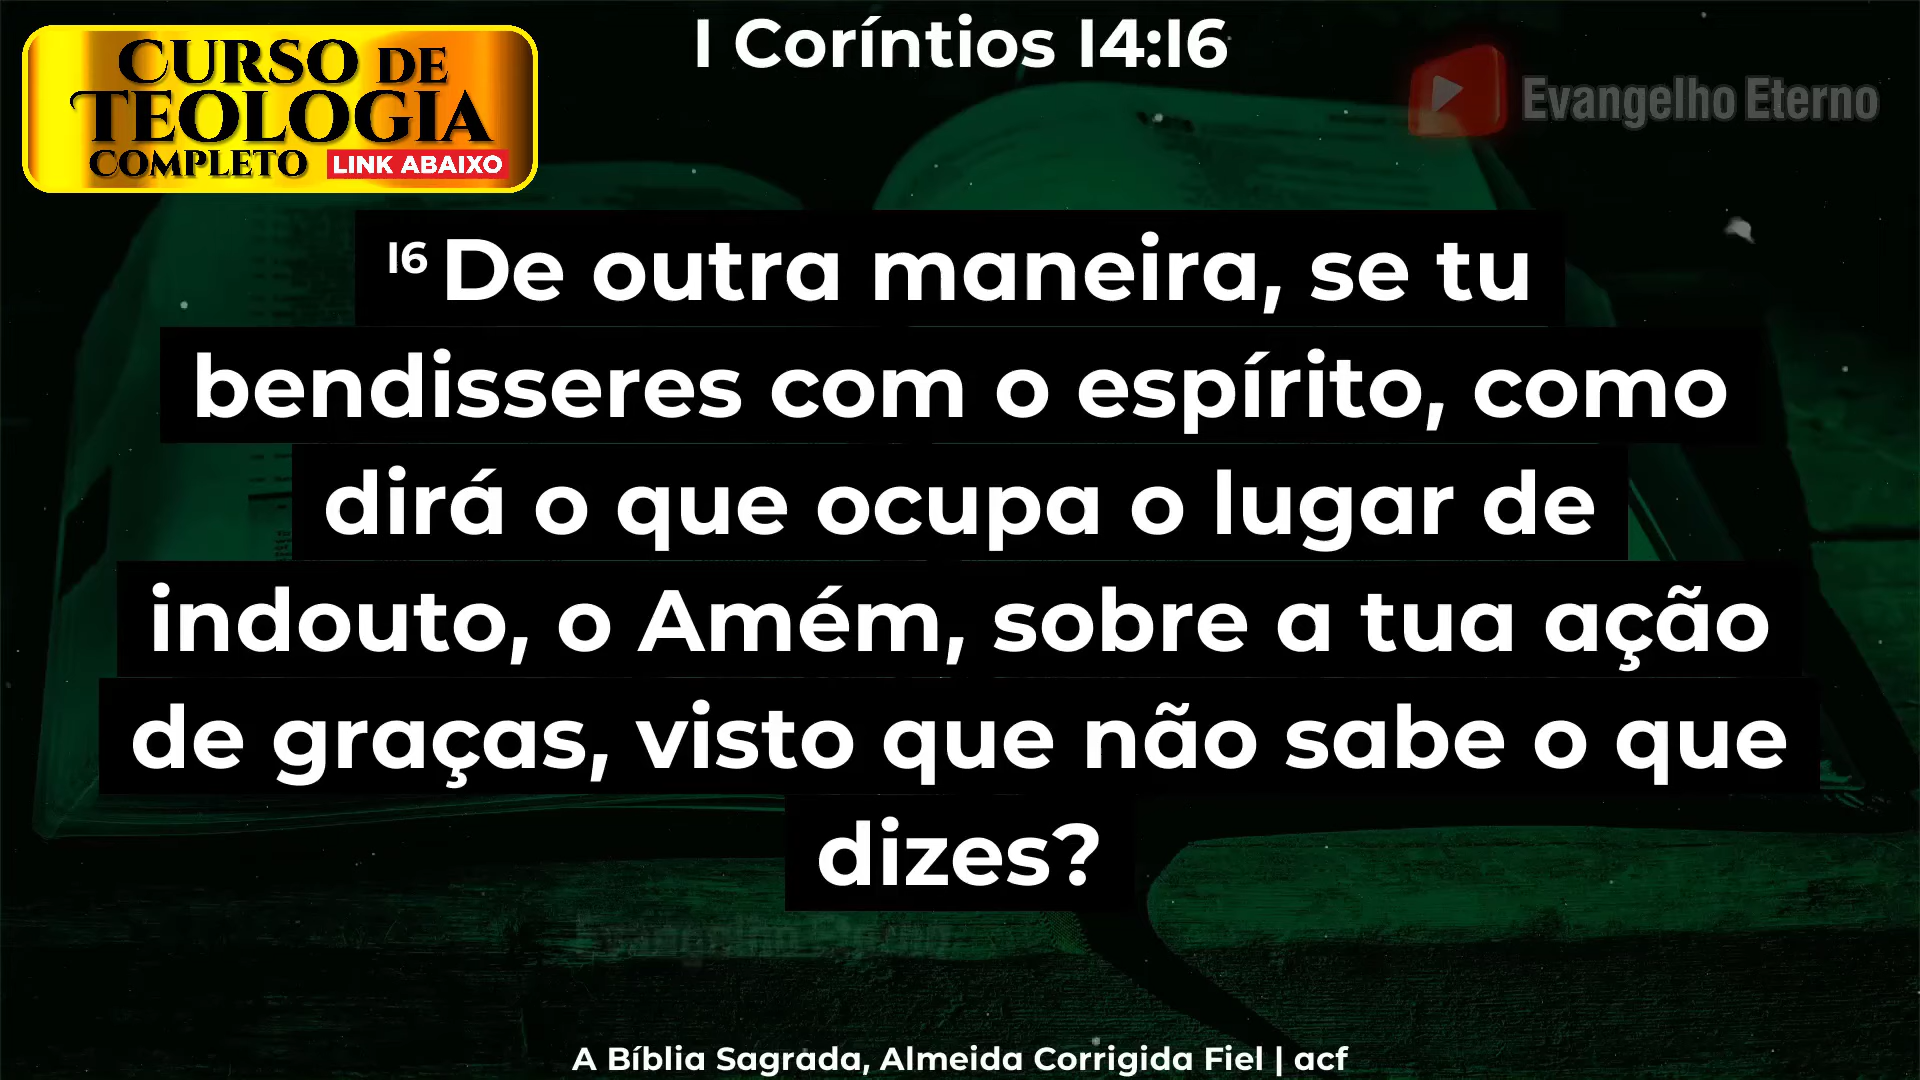 CURSO DE
TEOLOGIA
COMPLETO LINK ABAIXO
I Coríntios 14:16
Evangelho Eterno
16 De outra maneira, se tu
bendisseres com o espírito, como
dirá o que ocupa o lugar de
indouto, o Amém, sobre a tua ação
de graças, visto que não sabe o que
dizes?
Evangelho Eterno
A Bíblia Sagrada, Almeida Corrigida Fiel | acf